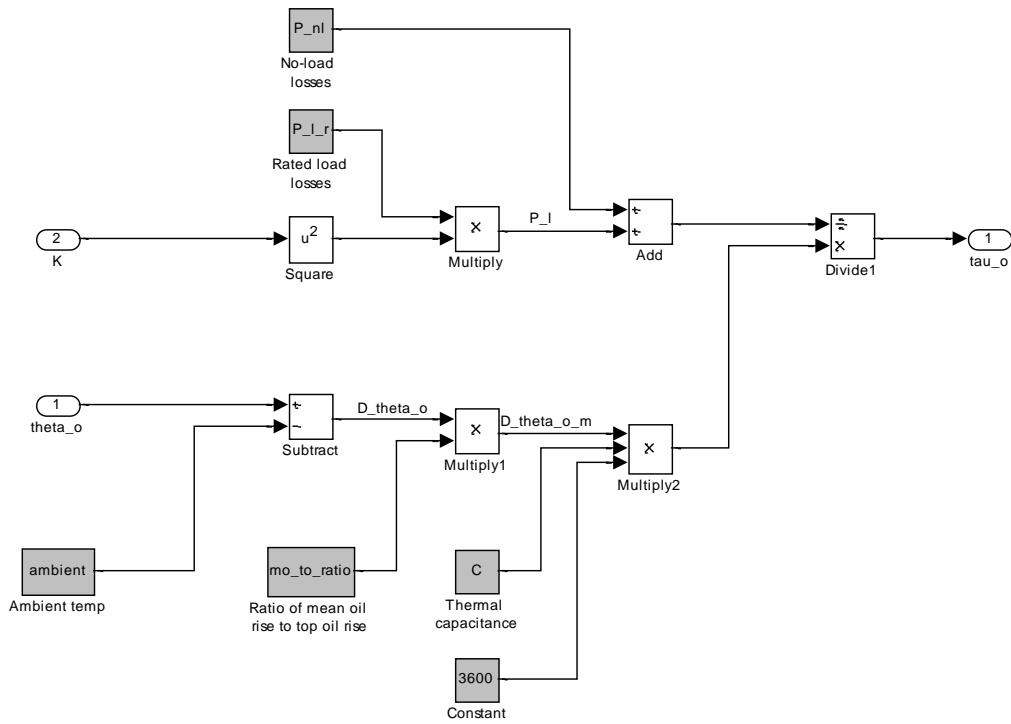 P_nl
No-load
losses
P_l_r
Rated load
losses
2
K
u2
Square
×
Multiply
P_l
+
+
Add
÷
×
Divide1
1
tau_o
1
theta_o
+
−
Subtract
D_theta_o
×
Multiply1
D_theta_o_m
×
Multiply2
ambient
Ambient temp
mo_to_ratio
Ratio of mean oil
rise to top oil rise
C
Thermal
capacitance
3600
Constant